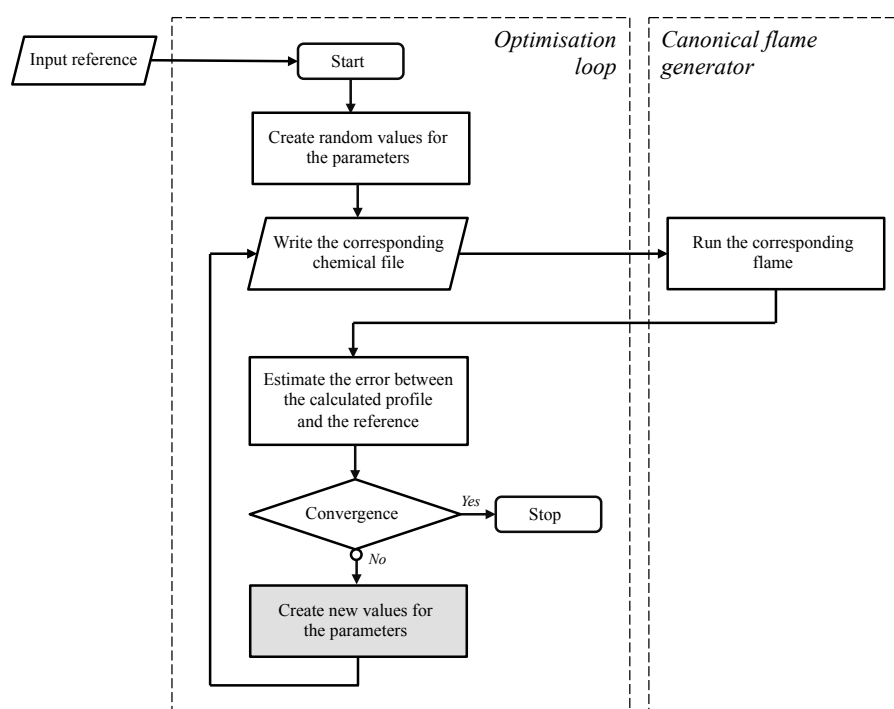 Optimisation
loop
Canonical flame
generator
Input reference
Start
Create random values for
the parameters
Write the corresponding
chemical file
Run the corresponding
flame
Estimate the error between
the calculated profile
and the reference
Convergence
Yes
Stop
No
Create new values for
the parameters